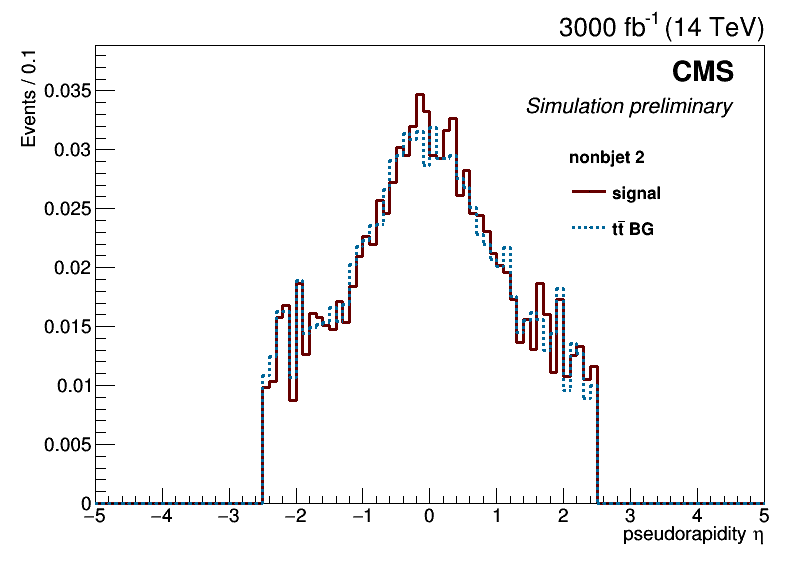 3000 fb⁻¹ (14 TeV)
Events / 0.1
CMS
Simulation preliminary
nonbjet 2
signal
tt̄ BG
0.035
0.03
0.025
0.02
0.015
0.01
0.005
0
−5 −4 −3 −2 −1 0 1 2 3 4 5
pseudorapidity η